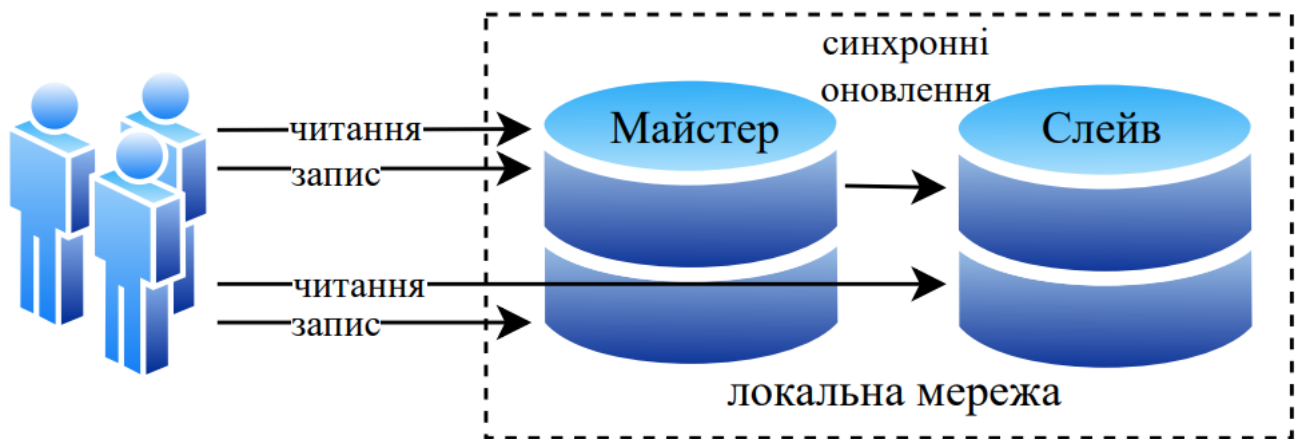 синхронні
оновлення
читання
запис
Майстер
Слейв
читання
запис
локальна мережа